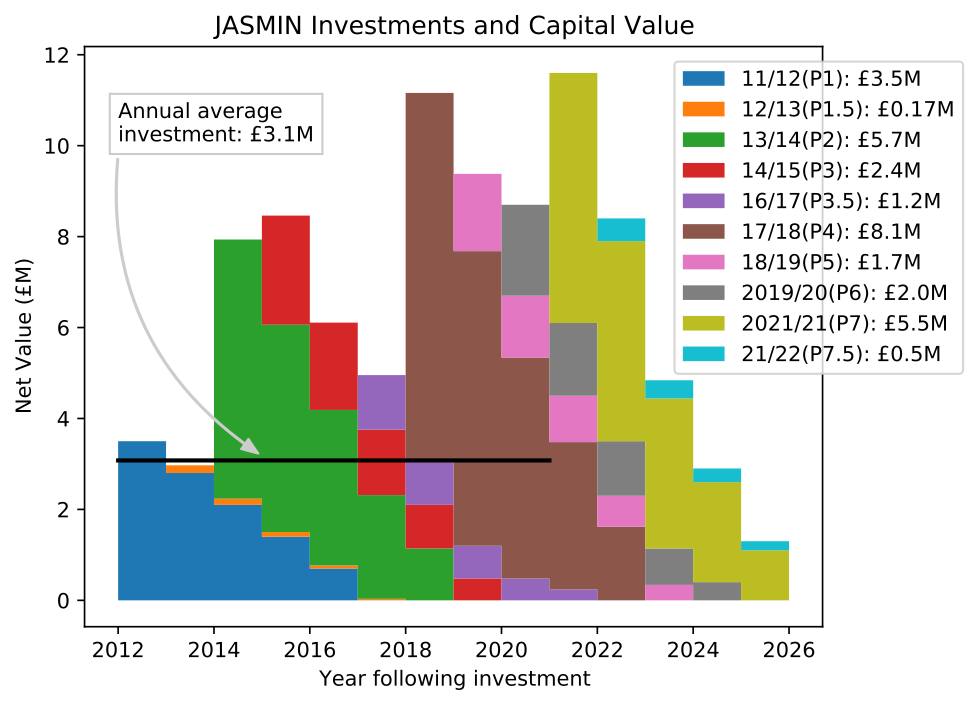 JASMIN Investments and Capital Value
12
10
8
6
4
2
0
Net Value (£M)
Annual average
investment: £3.1M
11/12(P1): £3.5M
12/13(P1.5): £0.17M
13/14(P2): £5.7M
14/15(P3): £2.4M
16/17(P3.5): £1.2M
17/18(P4): £8.1M
18/19(P5): £1.7M
2019/20(P6): £2.0M
2021/21(P7): £5.5M
21/22(P7.5): £0.5M
2012 2014 2016 2018 2020 2022 2024 2026
Year following investment